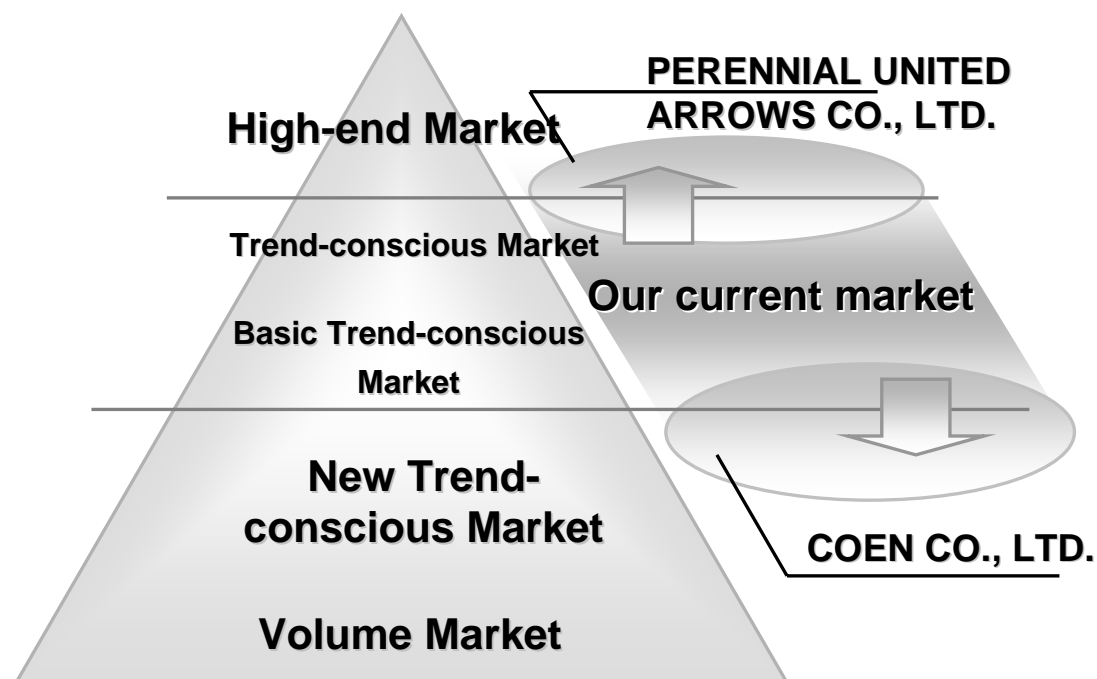 PERENNIAL UNITED
ARROWS CO., LTD.
High-end Market
Trend-conscious Market
Our current market
Basic Trend-conscious
Market
New Trend-
conscious Market
COEN CO., LTD.
Volume Market